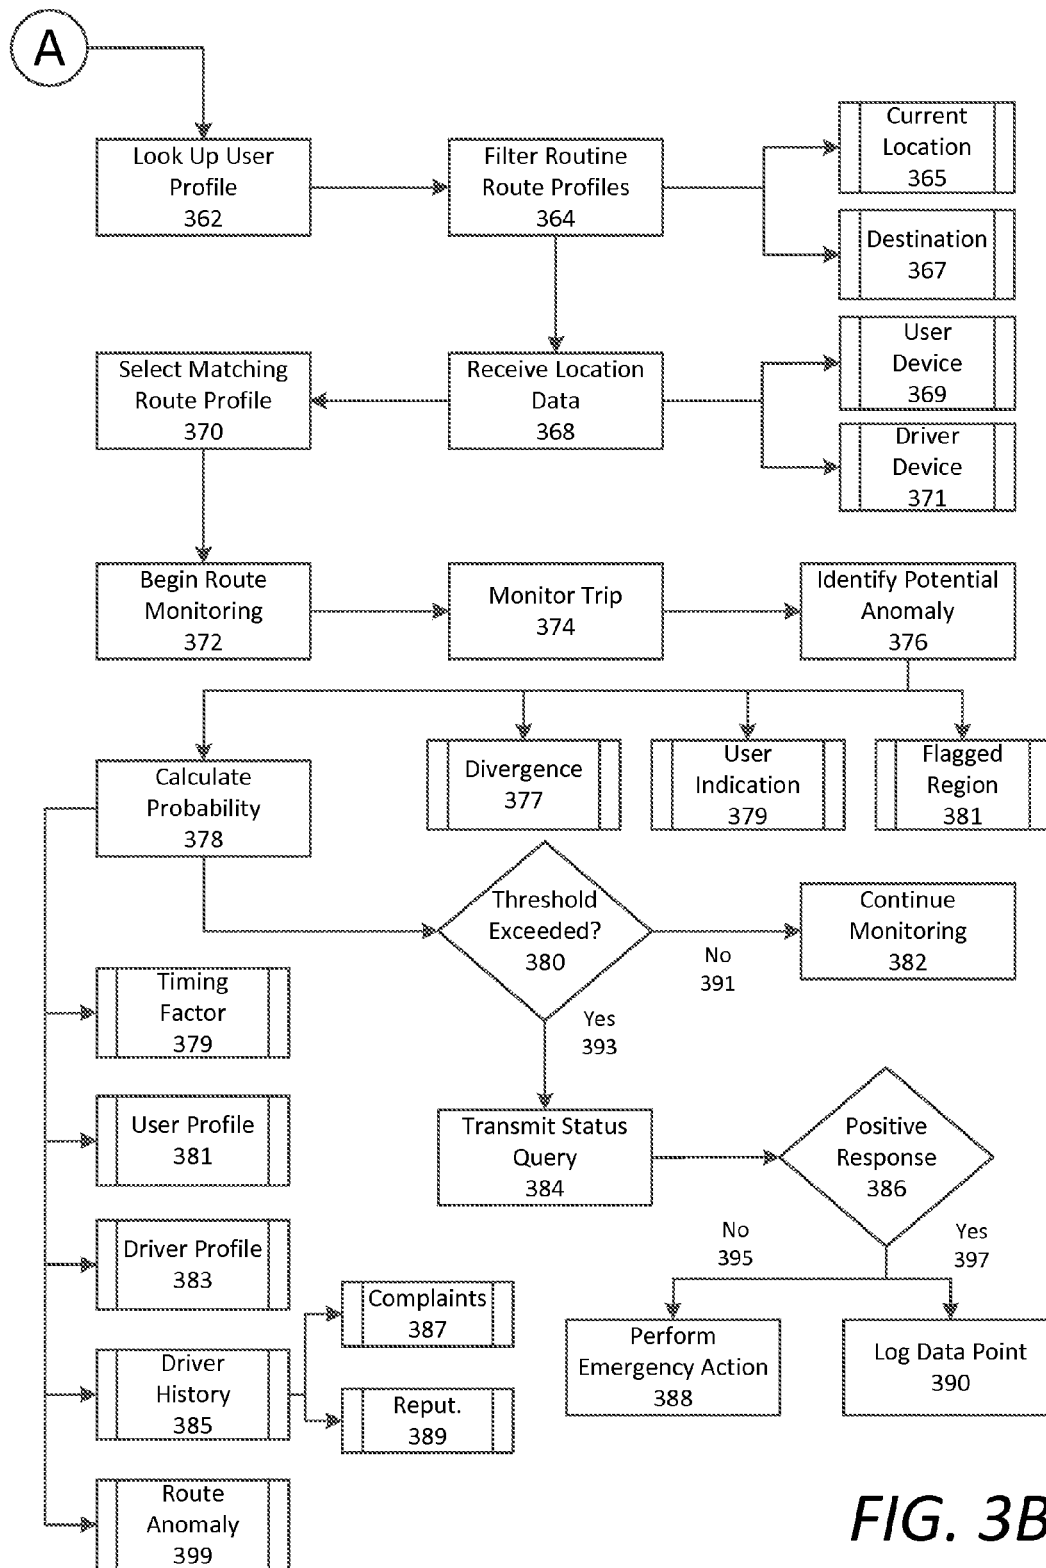 A
Look Up User
Profile
362
Filter Routine
Route Profiles
364
Current
Location
365
Destination
367
Select Matching
Route Profile
370
Receive Location
Data
368
User
Device
369
Driver
Device
371
Begin Route
Monitoring
372
Monitor Trip
374
Identify Potential
Anomaly
376
Calculate
Probability
378
Divergence
377
User
Indication
379
Flagged
Region
381
Threshold
Exceeded?
380
No
391
Continue
Monitoring
382
Yes
393
Timing
Factor
379
User Profile
381
Driver Profile
383
Driver
History
385
Route
Anomaly
399
Complaints
387
Reput.
389
Transmit Status
Query
384
Positive
Response
386
No
395
Yes
397
Perform
Emergency Action
388
Log Data Point
390
FIG. 3B